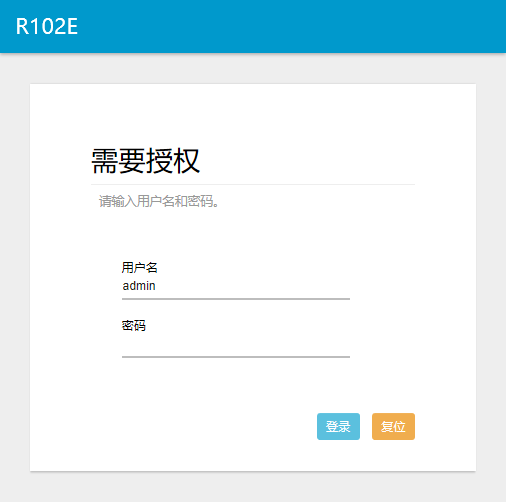 R102E
需要授权
请输入用户名和密码。
用户名
admin
密码
登录 复位